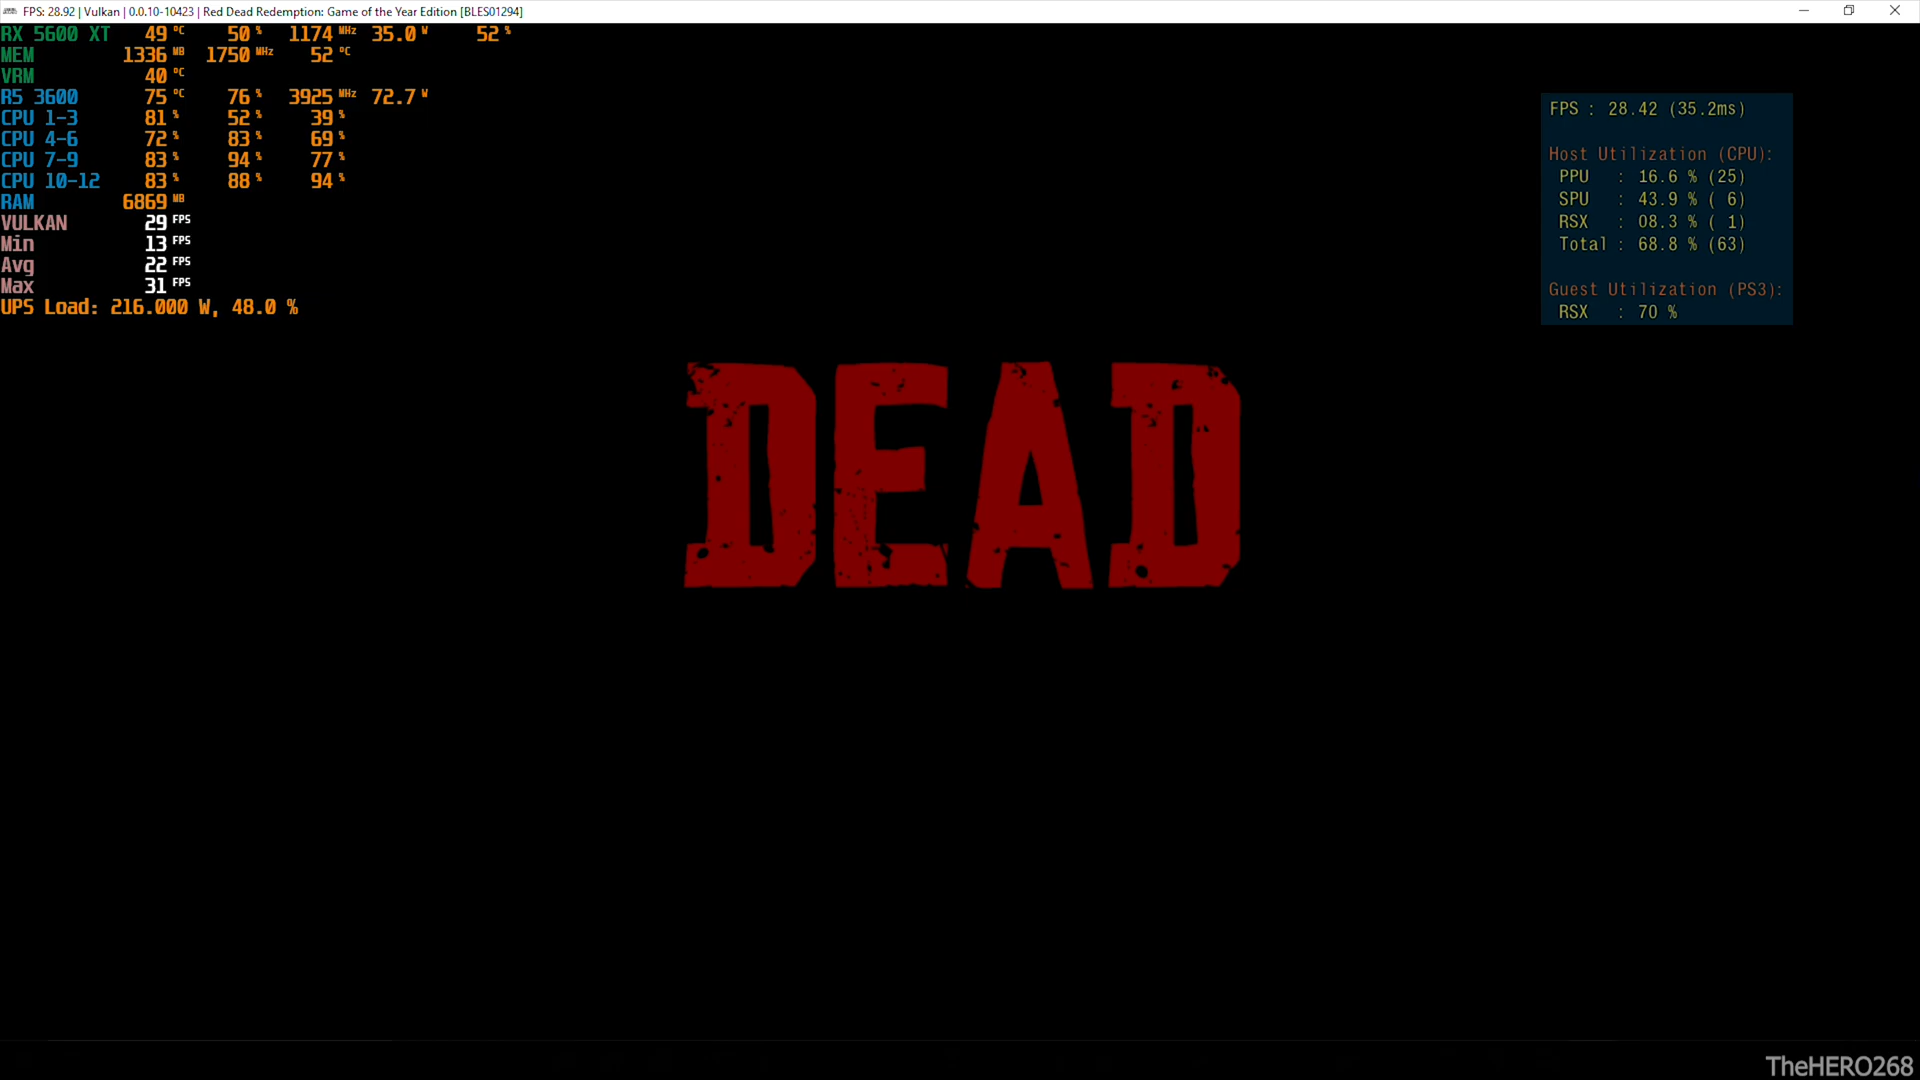 FPS: 28.92 | Vulkan | 0.0.10-10423 | Red Dead Redemption: Game of the Year Edition [BLES01294]
RX 5600 XT 49 °C 50 % 1174 MHz 35.0 W 52 %
MEM 1336 MB 1750 MHz 52 °C
VRM 40 °C
R5 3600 75 °C 76 % 3925 MHz 72.7 W
CPU 1-3 81 % 52 % 39 %
CPU 4-6 72 % 83 % 69 %
CPU 7-9 83 % 94 % 77 %
CPU 10-12 83 % 88 % 94 %
RAM 6869 MB
VULKAN 29 FPS
Min 13 FPS
Avg 22 FPS
Max 31 FPS
UPS Load: 216.000 W, 48.0 %
FPS : 28.42 (35.2ms)
Host Utilization (CPU):
PPU : 16.6 % (25)
SPU : 43.9 % ( 6)
RSX : 08.3 % ( 1)
Total : 68.8 % (63)
Guest Utilization (PS3):
RSX : 70 %
DEAD
TheHERO268